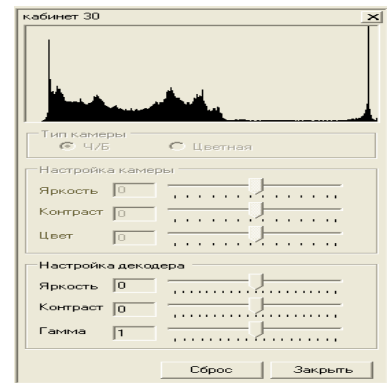 кабинет 30
Тип камеры
Ч/Б Цветная
Настройка камеры
Яркость 0
Контраст 0
Цвет 0
Настройка декодера
Яркость 0
Контраст 0
Гамма 1
Сброс Закрыть